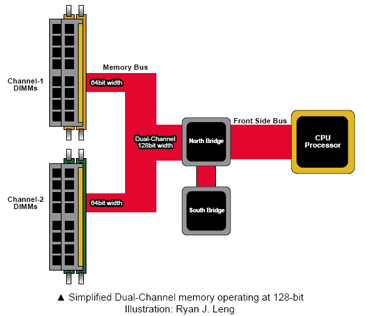 Memory Bus
Channel-1
DIMMs
64bit width
Dual-Channel
128bit width
North Bridge
Front Side Bus
CPU
Processor
Channel-2
DIMMs
64bit width
South Bridge
▲ Simplified Dual-Channel memory operating at 128-bit
Illustration: Ryan J. Leng